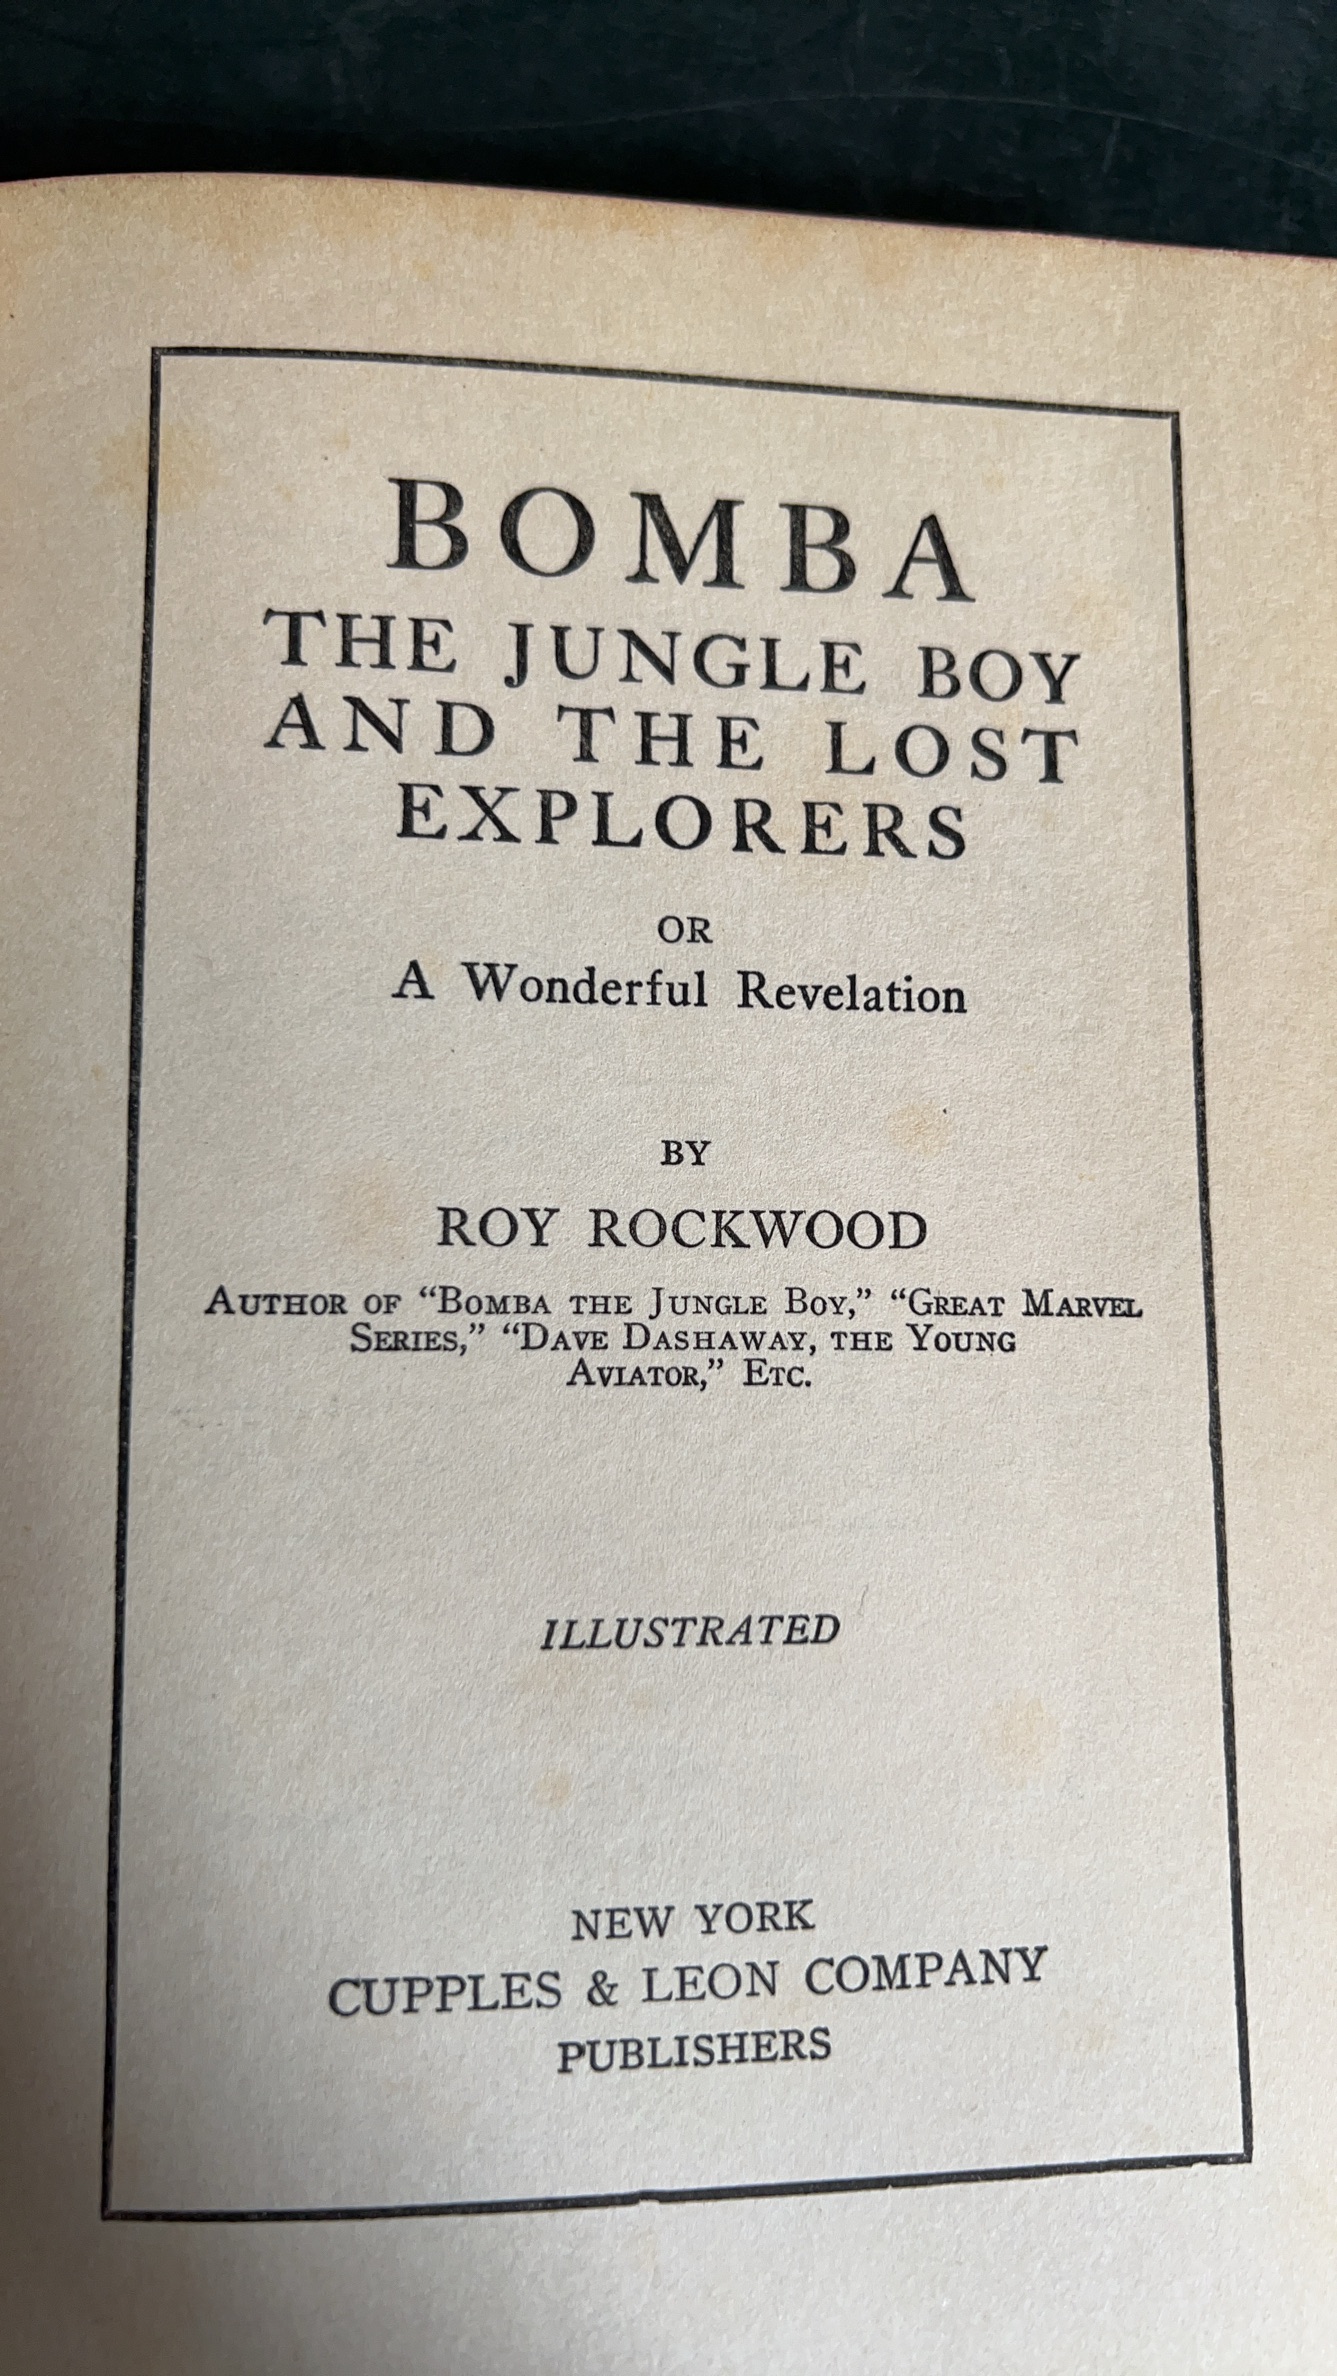 BOMBA
THE JUNGLE BOY
AND THE LOST
EXPLORERS
OR
A Wonderful Revelation
BY
ROY ROCKWOOD
Author of “Bomba the Jungle Boy,” “Great Marvel
Series,” “Dave Dashaway, the Young
Aviator,” Etc.
ILLUSTRATED
NEW YORK
CUPPLES & LEON COMPANY
PUBLISHERS